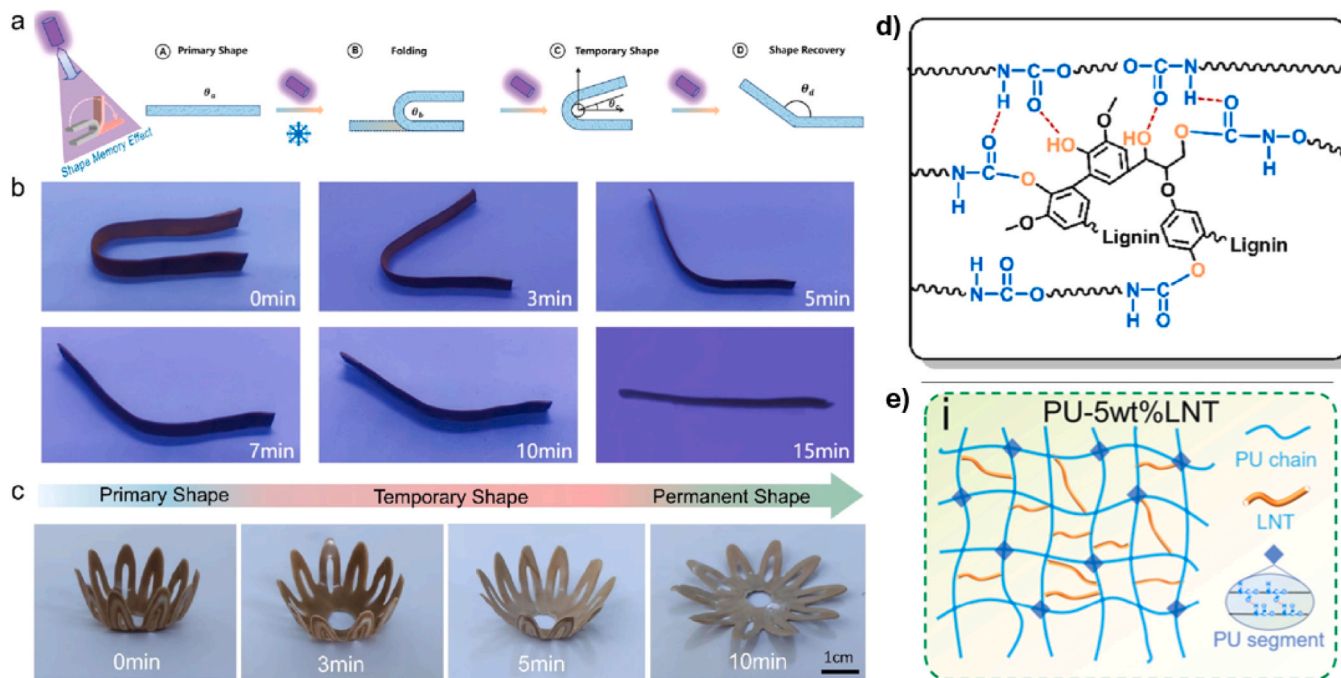 a
Shape Memory Effect
A Primary Shape
θa
B Folding
θb
C Temporary Shape
θc
D Shape Recovery
θd
b
0min
3min
5min
7min
10min
15min
c
Primary Shape
Temporary Shape
Permanent Shape
0min
3min
5min
10min
1cm
d)
N C O
H O
O C N
O H
O
HO
HO
O
O
C N O
O H
N C
H O
O
O
O
Lignin
Lignin
H O
N C O
N C
H O
O
e)
i
PU-5wt%LNT
PU chain
LNT
PU segment